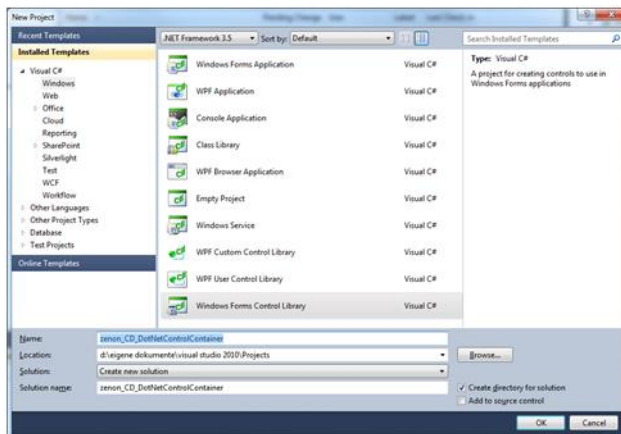 New Project
Recent Templates
.NET Framework 3.5
Sort by: Default
Search Installed Templates
Installed Templates
Visual C#
Windows
Web
Office
Cloud
Reporting
SharePoint
Silverlight
Test
WCF
Workflow
Other Languages
Other Project Types
Database
Test Projects
Online Templates
Windows Forms Application Visual C#
WPF Application Visual C#
Console Application Visual C#
Class Library Visual C#
WPF Browser Application Visual C#
Empty Project Visual C#
Windows Service Visual C#
WPF Custom Control Library Visual C#
WPF User Control Library Visual C#
Windows Forms Control Library Visual C#
Type: Visual C#
A project for creating controls to use in
Windows Forms applications
Name: zenon_CD_DotNetControlContainer
Location: d:\eigene dokumente\visual studio 2010\Projects
Browse...
Solution: Create new solution
Solution name: zenon_CD_DotNetControlContainer
Create directory for solution
Add to source control
OK Cancel